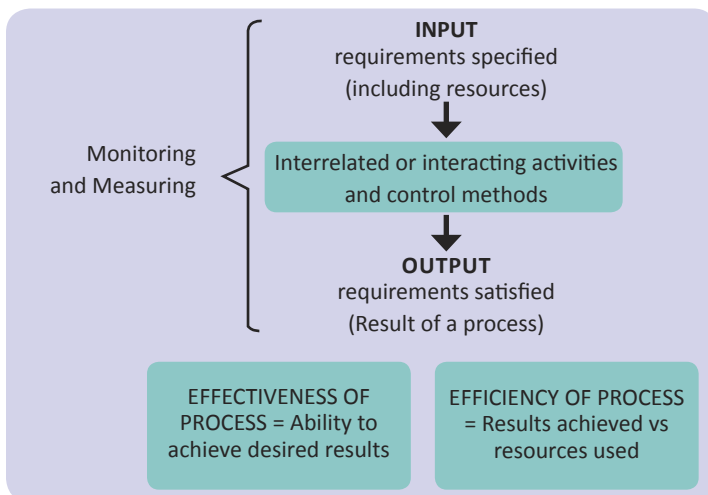 INPUT
requirements specified
(including resources)
Monitoring
and Measuring
Interrelated or interacting activities
and control methods
OUTPUT
requirements satisfied
(Result of a process)
EFFECTIVENESS OF
PROCESS = Ability to
achieve desired results
EFFICIENCY OF PROCESS
= Results achieved vs
resources used